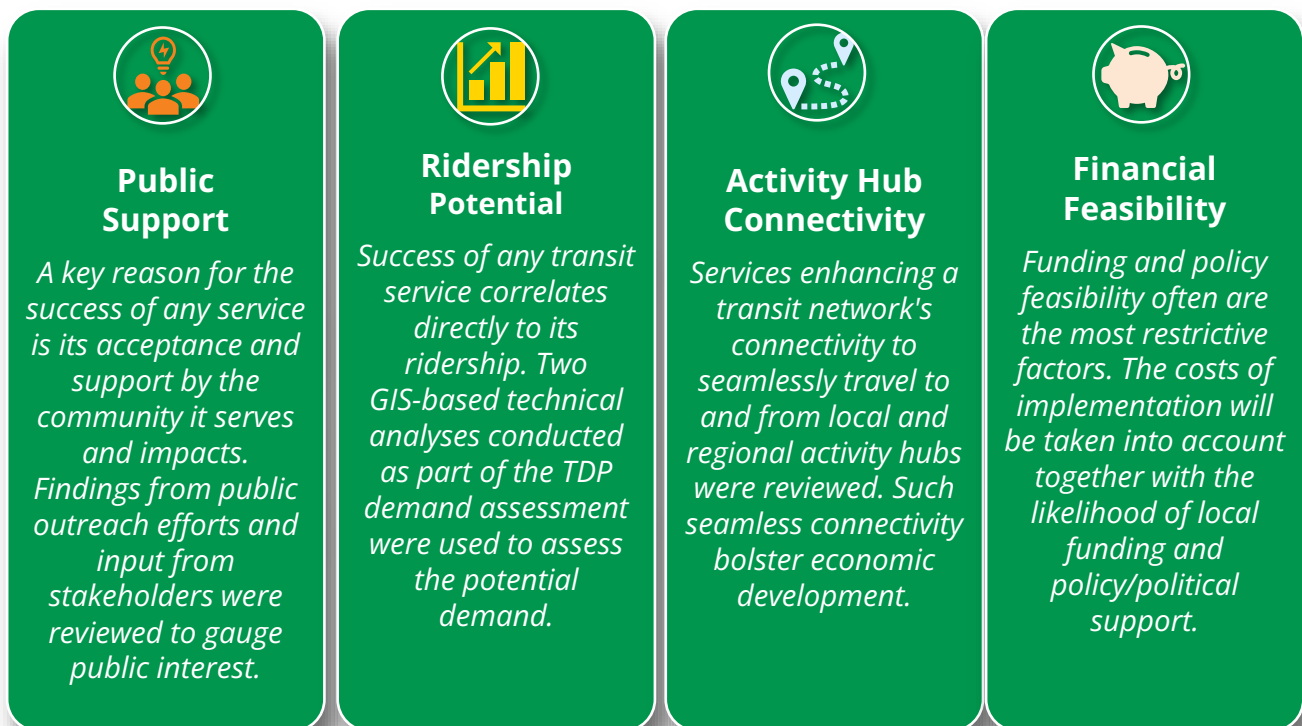 Public
Support
A key reason for the
success of any service
is its acceptance and
support by the
community it serves
and impacts.
Findings from public
outreach efforts and
input from
stakeholders were
reviewed to gauge
public interest.
Ridership
Potential
Success of any transit
service correlates
directly to its
ridership. Two
GIS-based technical
analyses conducted
as part of the TDP
demand assessment
were used to assess
the potential
demand.
Activity Hub
Connectivity
Services enhancing a
transit network's
connectivity to
seamlessly travel to
and from local and
regional activity hubs
were reviewed. Such
seamless connectivity
bolster economic
development.
Financial
Feasibility
Funding and policy
feasibility often are
the most restrictive
factors. The costs of
implementation will
be taken into account
together with the
likelihood of local
funding and
policy/political
support.